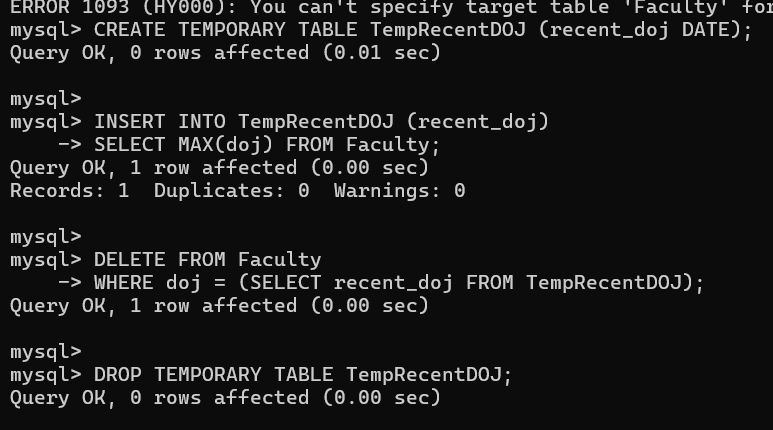 ERROR 1093 (HY000): You can't specify target table 'Faculty' for
mysql> CREATE TEMPORARY TABLE TempRecentDOJ (recent_doj DATE);
Query OK, 0 rows affected (0.01 sec)
mysql>
mysql> INSERT INTO TempRecentDOJ (recent_doj)
    -> SELECT MAX(doj) FROM Faculty;
Query OK, 1 row affected (0.00 sec)
Records: 1  Duplicates: 0  Warnings: 0
mysql>
mysql> DELETE FROM Faculty
    -> WHERE doj = (SELECT recent_doj FROM TempRecentDOJ);
Query OK, 1 row affected (0.00 sec)
mysql>
mysql> DROP TEMPORARY TABLE TempRecentDOJ;
Query OK, 0 rows affected (0.00 sec)